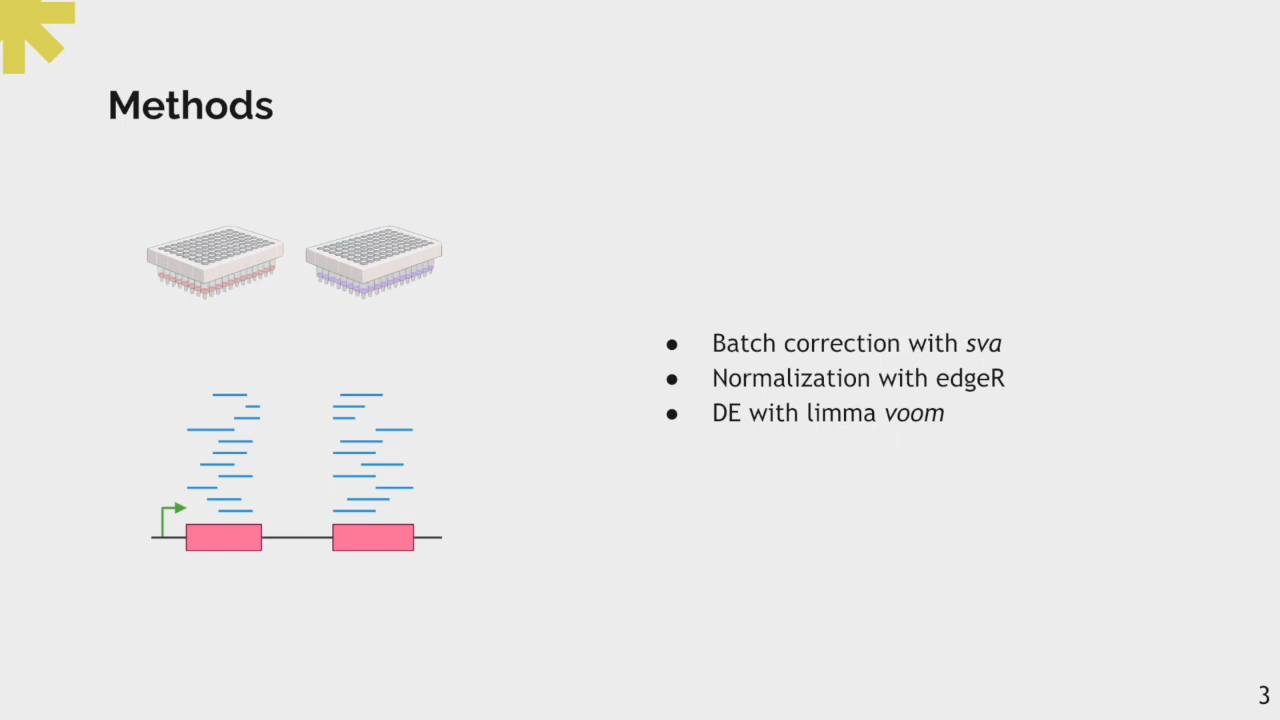 Methods
● Batch correction with sva
● Normalization with edgeR
● DE with limma voom
3